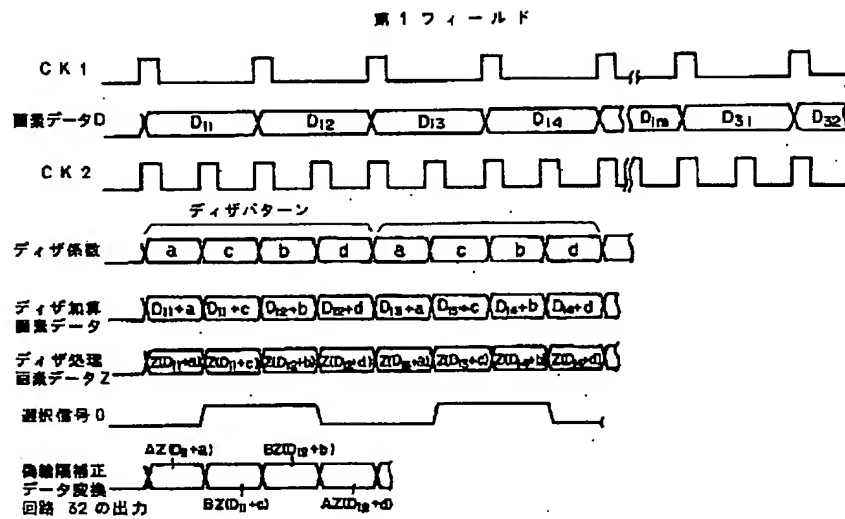 第1フィールド
CK1
画素データD
D11 D12 D13 D14 D1m D31 D32
CK2
ディザパターン
ディザ係数
a c b d a c b d
ディザ加算
画素データ
D11+a D11+c D12+b D12+d D13+a D13+c D14+b D14+d
ディザ処理
画素データZ
Z(D11+a) Z(D11+c) Z(D12+b) Z(D12+d) Z(D13+a) Z(D13+c) Z(D14+b) Z(D14+d)
選択信号O
AZ(D11+a) BZ(D12+b)
偽輪郭補正
データ変換
回路 32の出力
BZ(D11+c) AZ(D12+d)